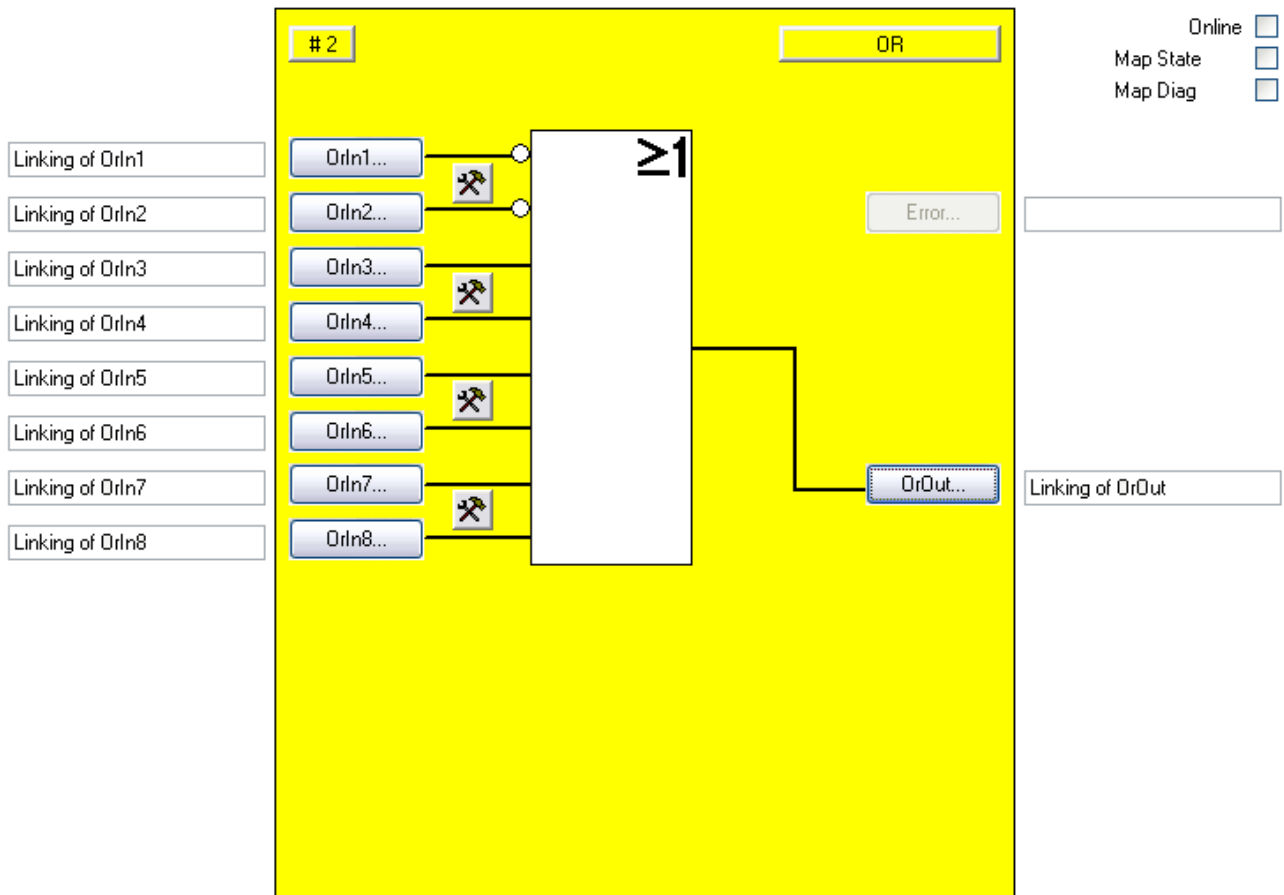 # 2
OR
Online
Map State
Map Diag
≥1
Linking of OrIn1
OrIn1...
Linking of OrIn2
OrIn2...
Error...
Linking of OrIn3
OrIn3...
Linking of OrIn4
OrIn4...
Linking of OrIn5
OrIn5...
Linking of OrIn6
OrIn6...
Linking of OrIn7
OrIn7...
OrOut...
Linking of OrOut
Linking of OrIn8
OrIn8...